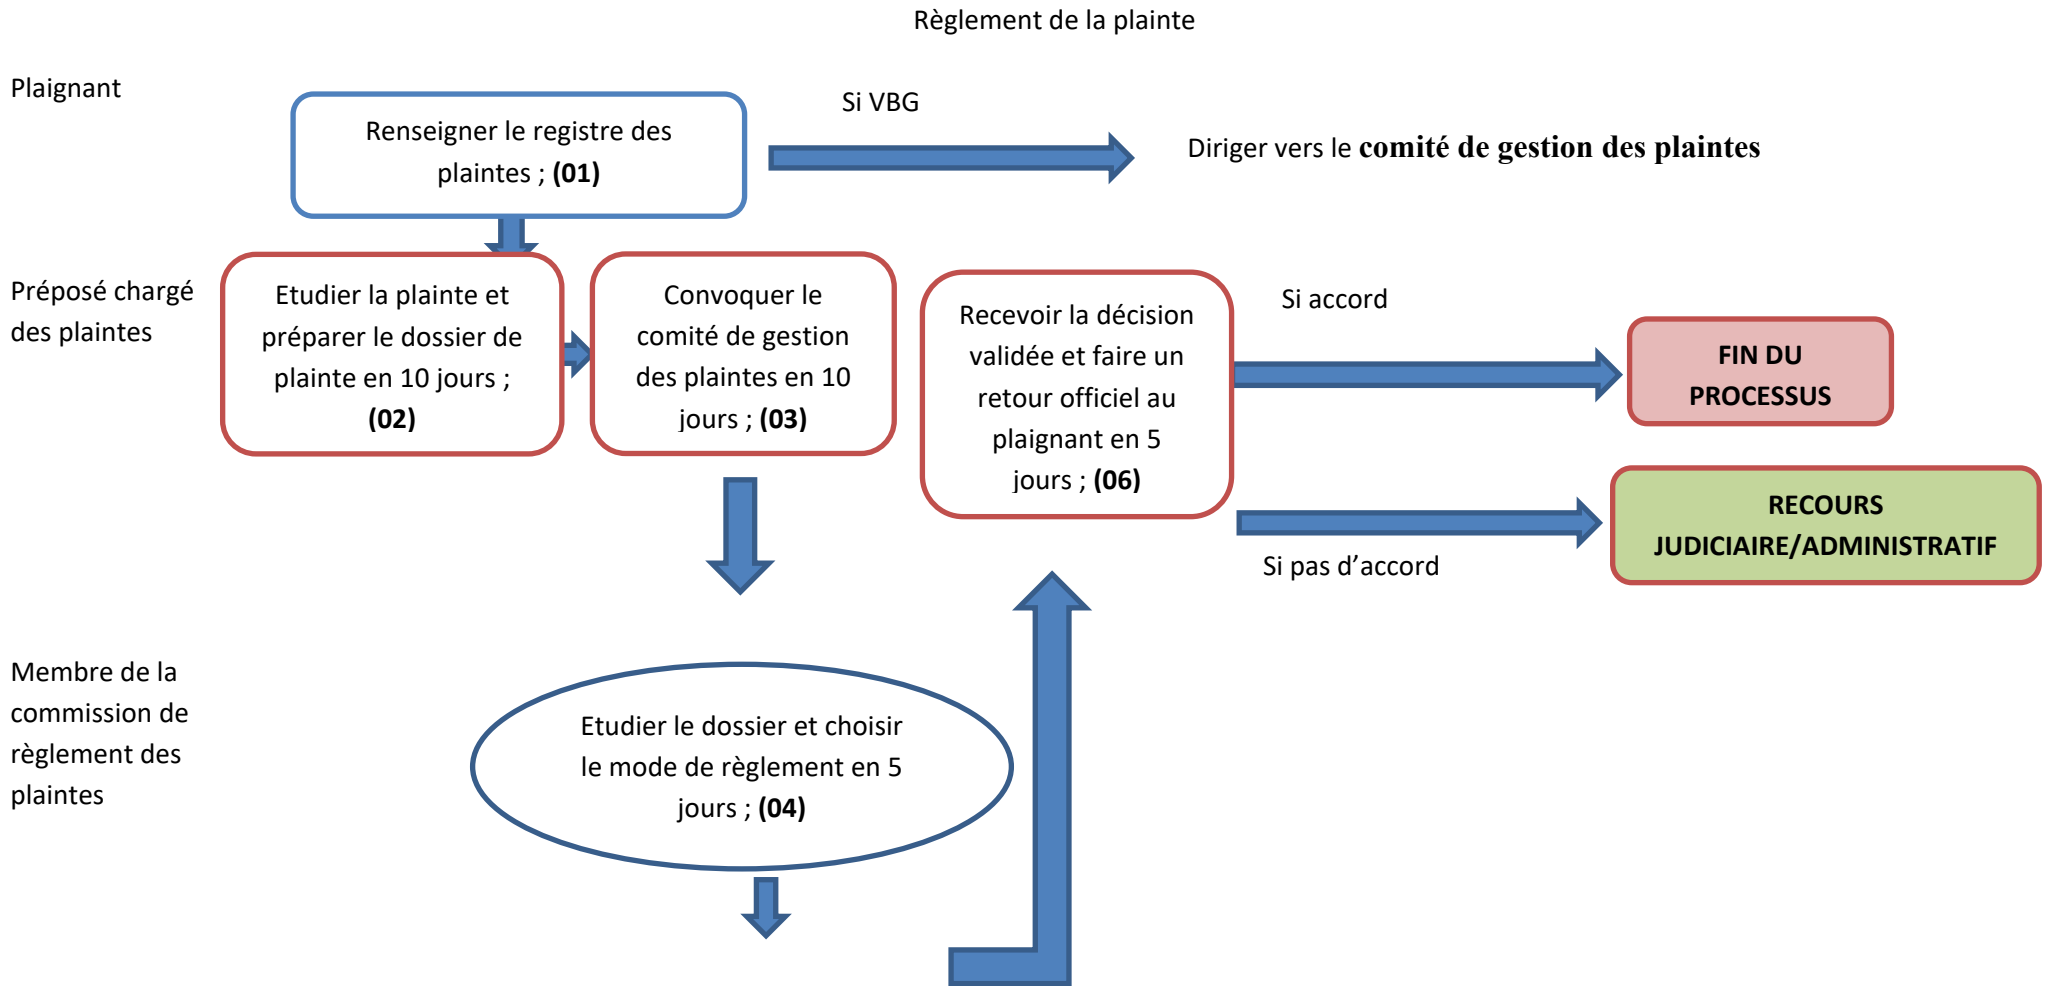 Règlement de la plainte
Plaignant
Renseigner le registre des
plaintes ; (01)
Si VBG
Diriger vers le comité de gestion des plaintes
Préposé chargé
des plaintes
Etudier la plainte et
préparer le dossier de
plainte en 10 jours ;
(02)
Convoquer le
comité de gestion
des plaintes en 10
jours ; (03)
Recevoir la décision
validée et faire un
retour officiel au
plaignant en 5
jours ; (06)
Si accord
FIN DU
PROCESSUS
Si pas d’accord
RECOURS
JUDICIAIRE/ADMINISTRATIF
Membre de la
commission de
règlement des
plaintes
Etudier le dossier et choisir
le mode de règlement en 5
jours ; (04)